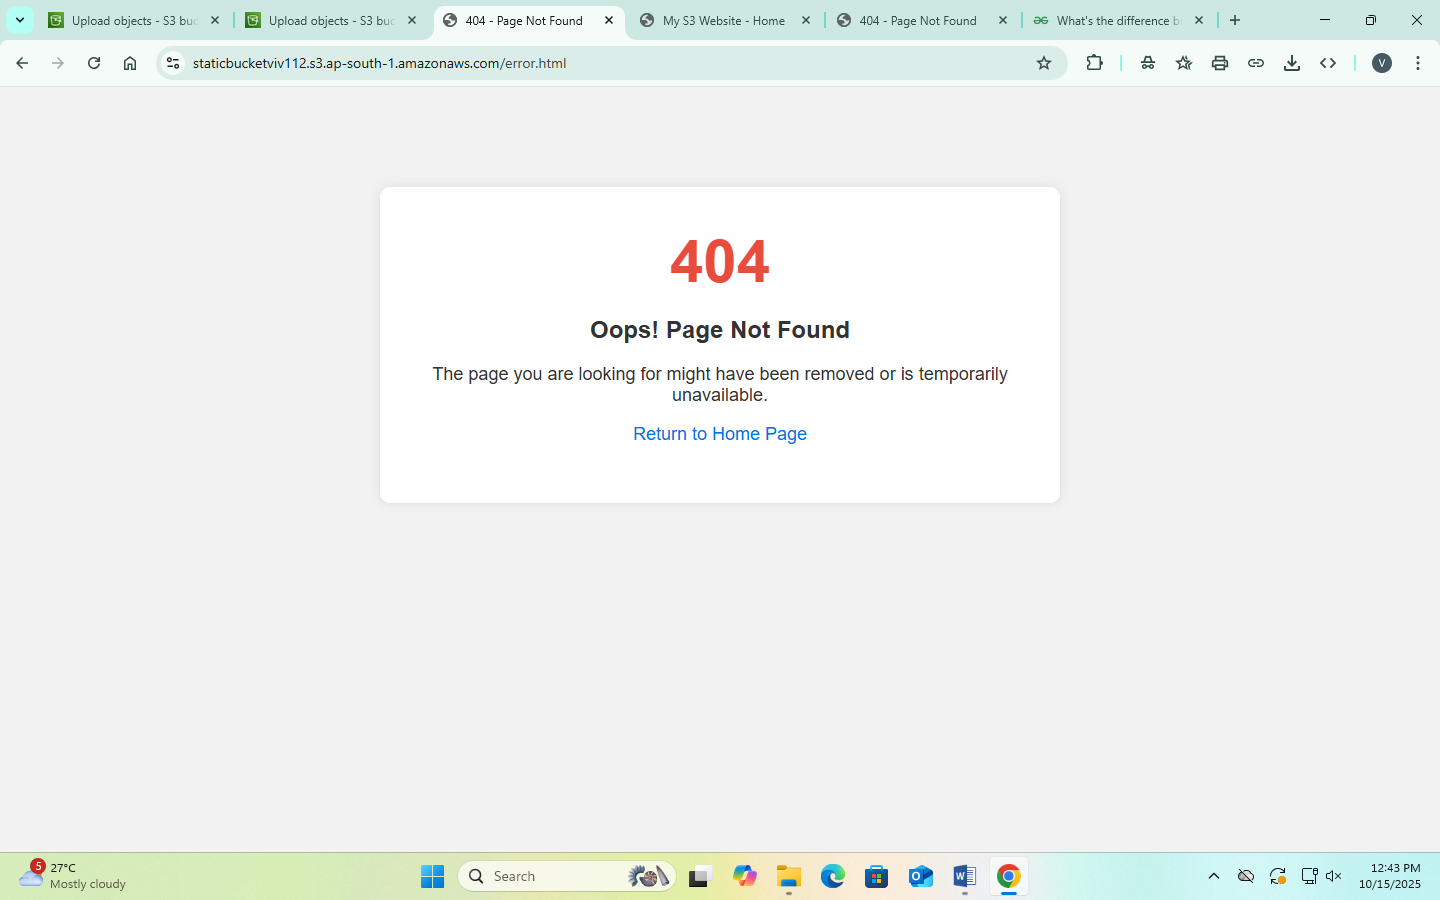 Upload objects - S3 buc
Upload objects - S3 buc
404 - Page Not Found
My S3 Website - Home
404 - Page Not Found
What's the difference b
staticbucketviv112.s3.ap-south-1.amazonaws.com/error.html
V
404
Oops! Page Not Found
The page you are looking for might have been removed or is temporarily
unavailable.
Return to Home Page
5
27°C
Mostly cloudy
Search
12:43 PM
10/15/2025